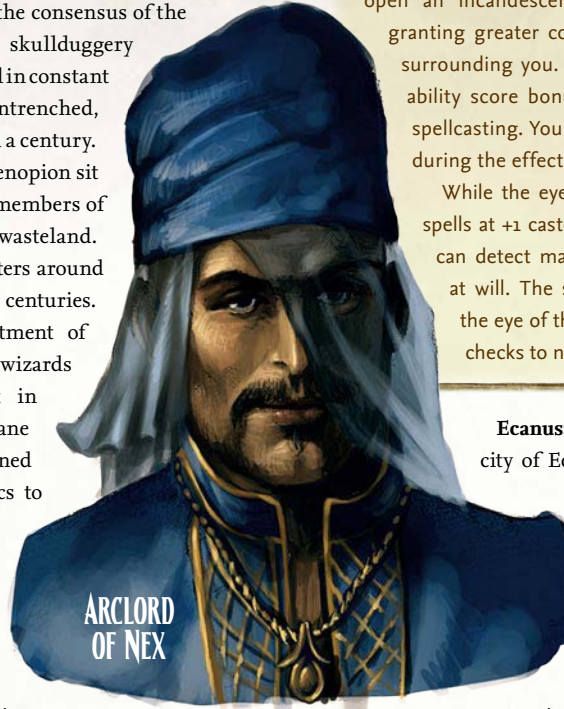 the consensus of the
skullduggery
in constant
ntrenched,
a century.
enopion sit
members of
wasteland.
ters around
centuries.
tment of
wizards
in
ane
ned
cs to
open an incandescen
granting greater co
surrounding you.
ability score bon
spellcasting. You
during the effect
While the eye
spells at +1 caste
can detect ma
at will. The s
the eye of th
checks to n
Ecanus
city of Ec
ARCLORD
OF NEX